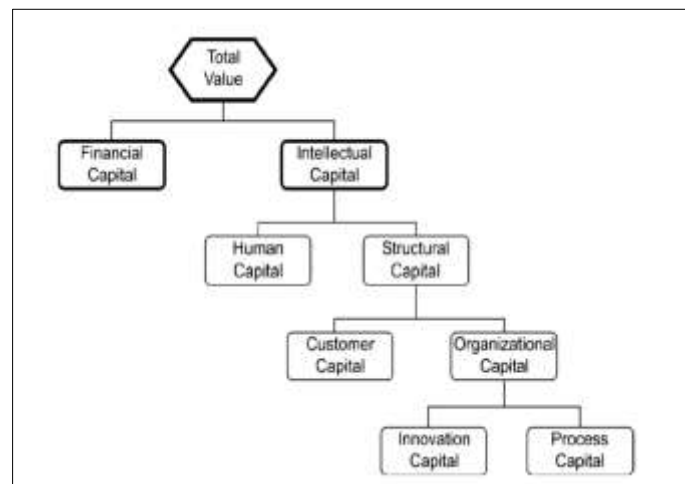 Total
Value
Financial
Capital
Intellectual
Capital
Human
Capital
Structural
Capital
Customer
Capital
Organizational
Capital
Innovation
Capital
Process
Capital